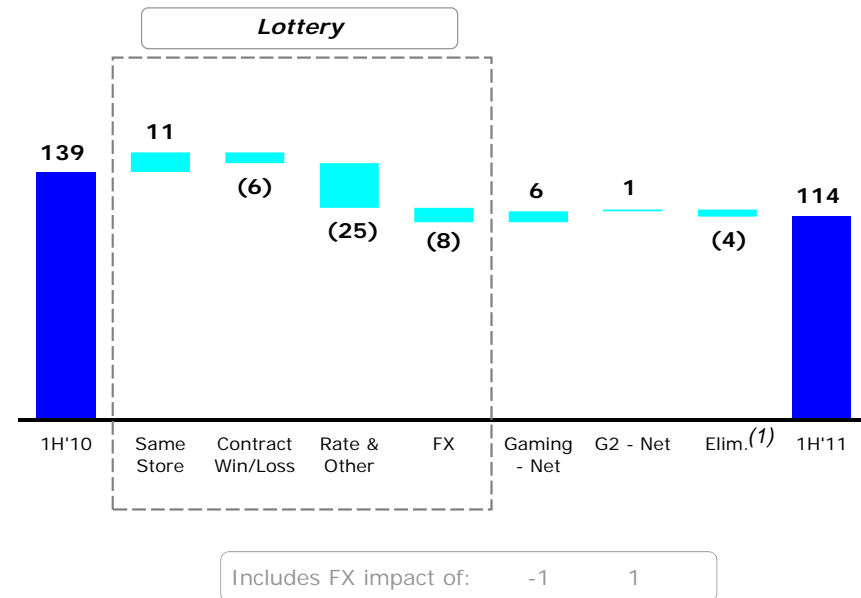 Lottery
139
11
(6)
(25)
(8)
6
1
(4)
114
1H'10
Same
Store
Contract
Win/Loss
Rate &
Other
FX
Gaming
- Net
G2 - Net
Elim.(1)
1H'11
Includes FX impact of: -1 1